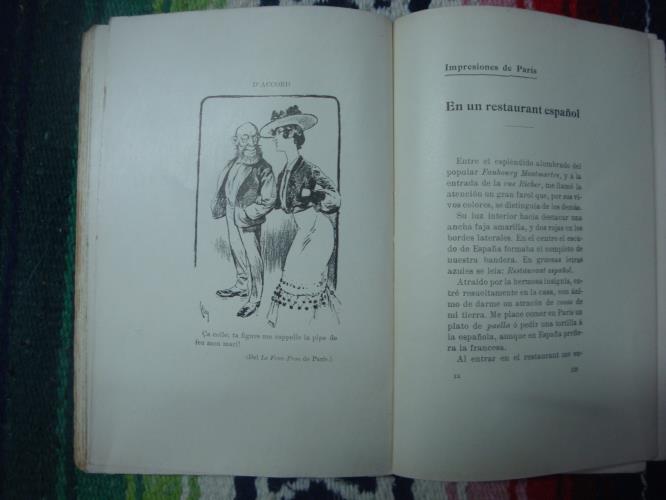 D'ACCORD
Ça colle; ta figure me rappelle la pipe de
feu mon mari!
(Del Le Frou-Frou de Paris.)
Impresiones de París
En un restaurant español
Entre el espléndido alumbrado del
popular Faubourg Montmartre, y á la
entrada de la rue Richer, me llamó la
atención un gran farol que, por sus vi-
vos colores, se distinguía de los demás.
Su luz interior hacía destacar una
ancha faja amarilla, y dos rojas en los
bordes laterales. En el centro el escu-
do de España formaba el completo de
nuestra bandera. En gruesas letras
azules se leía: Restaurant español.
Atraído por la hermosa insignia, en-
tré resueltamente en la casa, con áni-
mo de darme un atracón de cosas de
mi tierra. Me place comer en París un
plato de paella ó pedir una tortilla á
la española, aunque en España prefie-
ra la francesa.
Al entrar en el restaurant me en-
12